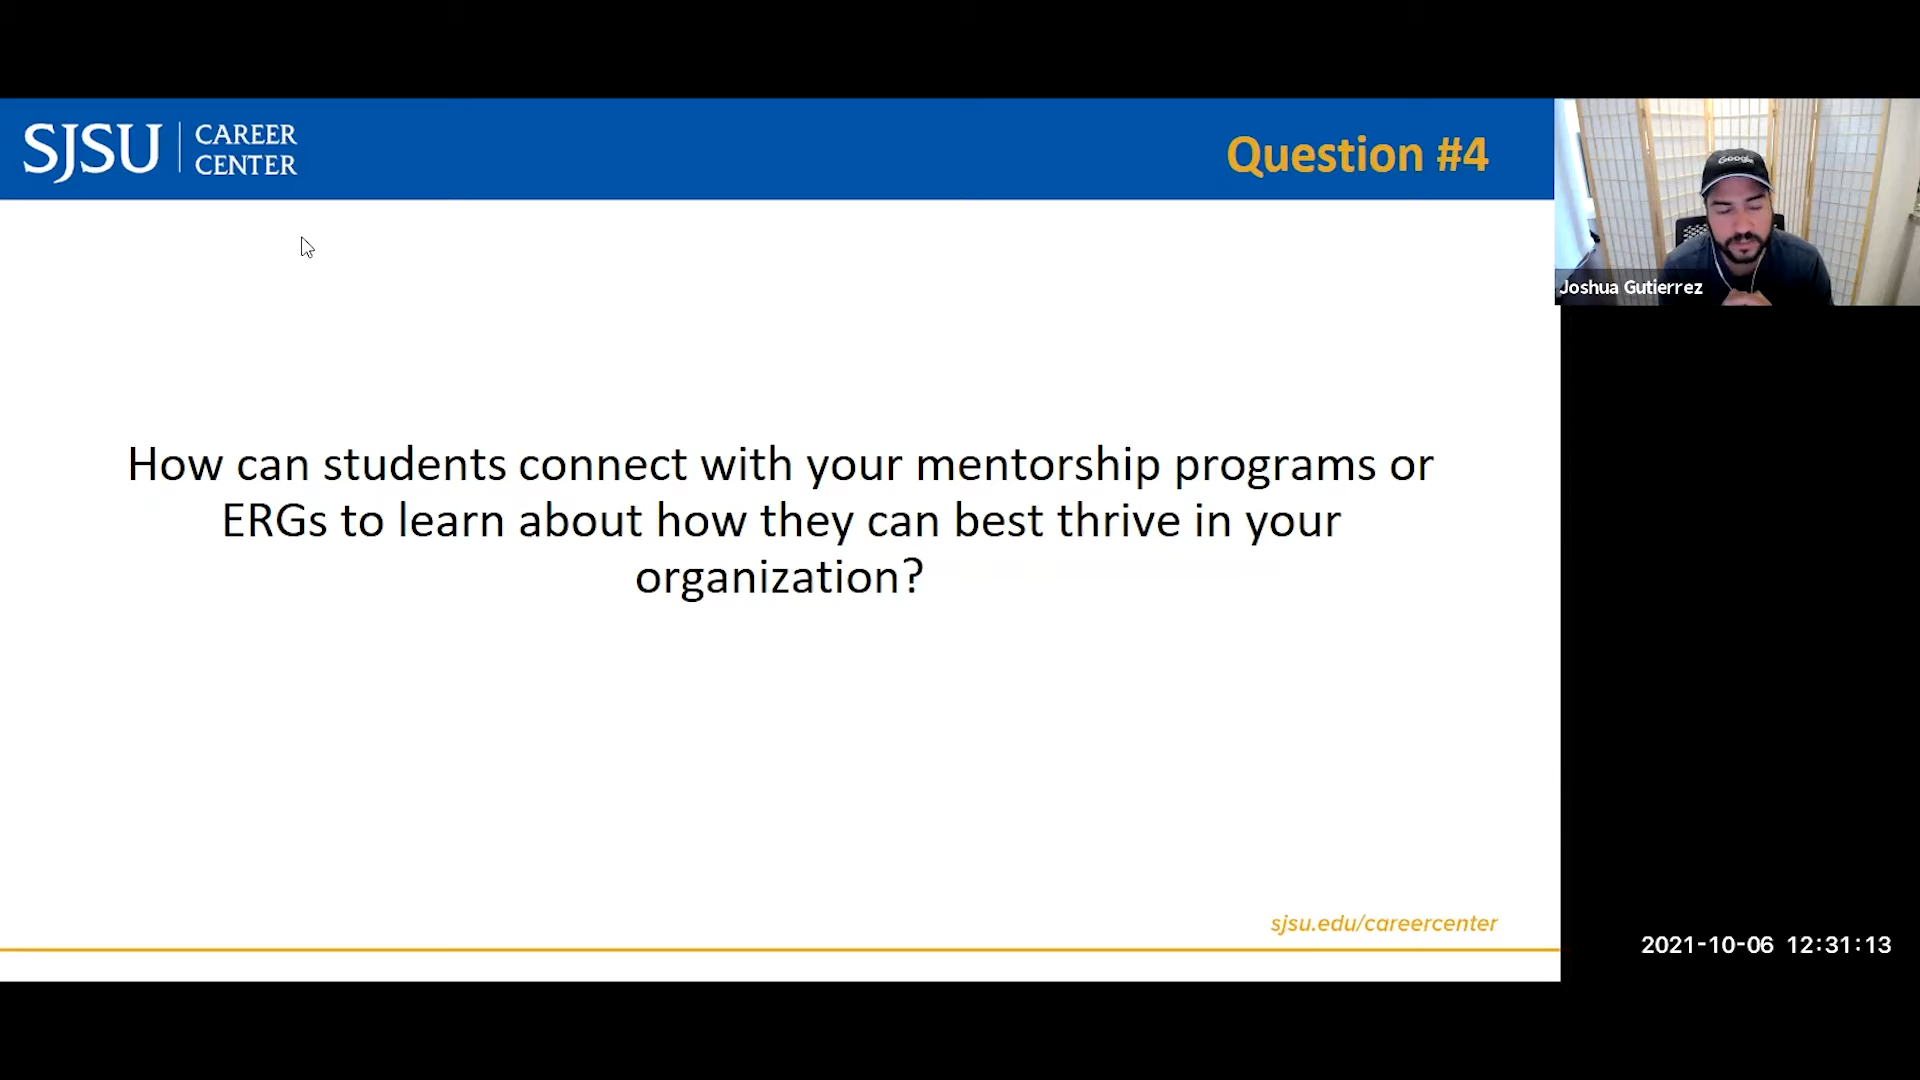 SJSU
CAREER
CENTER
Question #4
Google
Joshua Gutierrez
How can students connect with your mentorship programs or
ERGs to learn about how they can best thrive in your
organization?
sjsu.edu/careercenter
2021-10-06 12:31:13